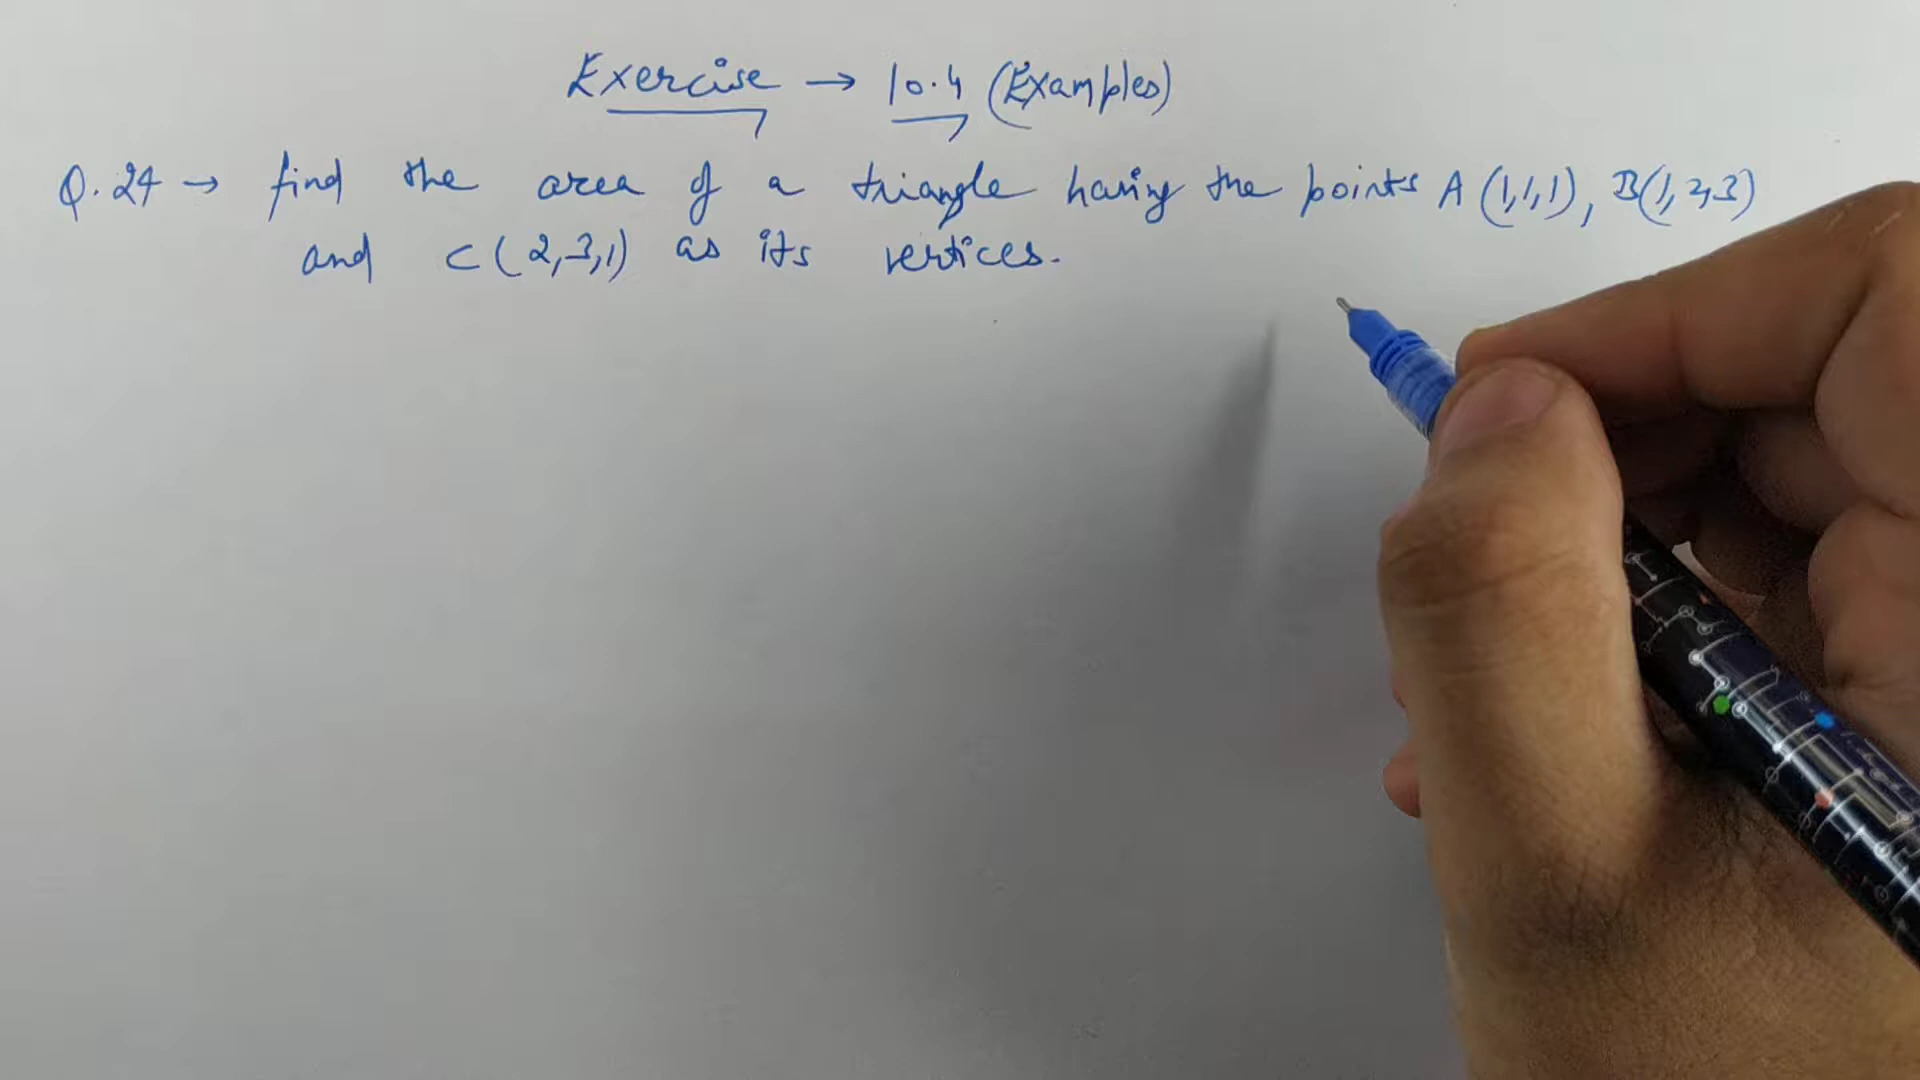 Exercise → 10.4 (Examples)
Q.24 → find the area of a triangle having the points A (1,1,1), B(1,2,3)
and C(2,3,1) as its vertices.